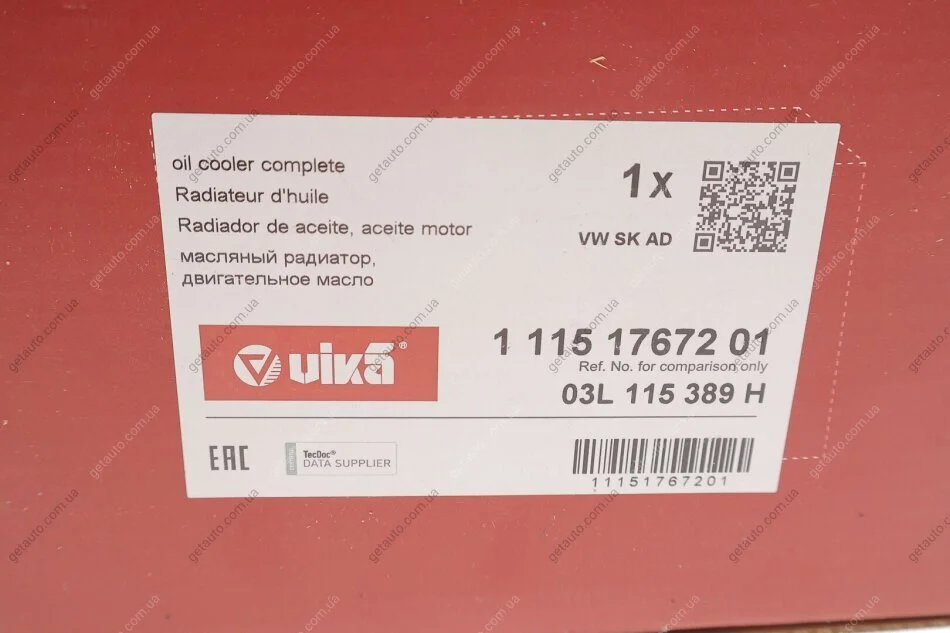 oil cooler complete
Radiateur d'huile
Radiador de aceite, aceite motor
масляный радиатор,
двигательное масло
1x
VW SK AD
vika®
1 115 17672 01
Ref. No. for comparison only
03L 115 389 H
EAC
TecDoc®
DATA SUPPLIER
11151767201
getauto.com.ua